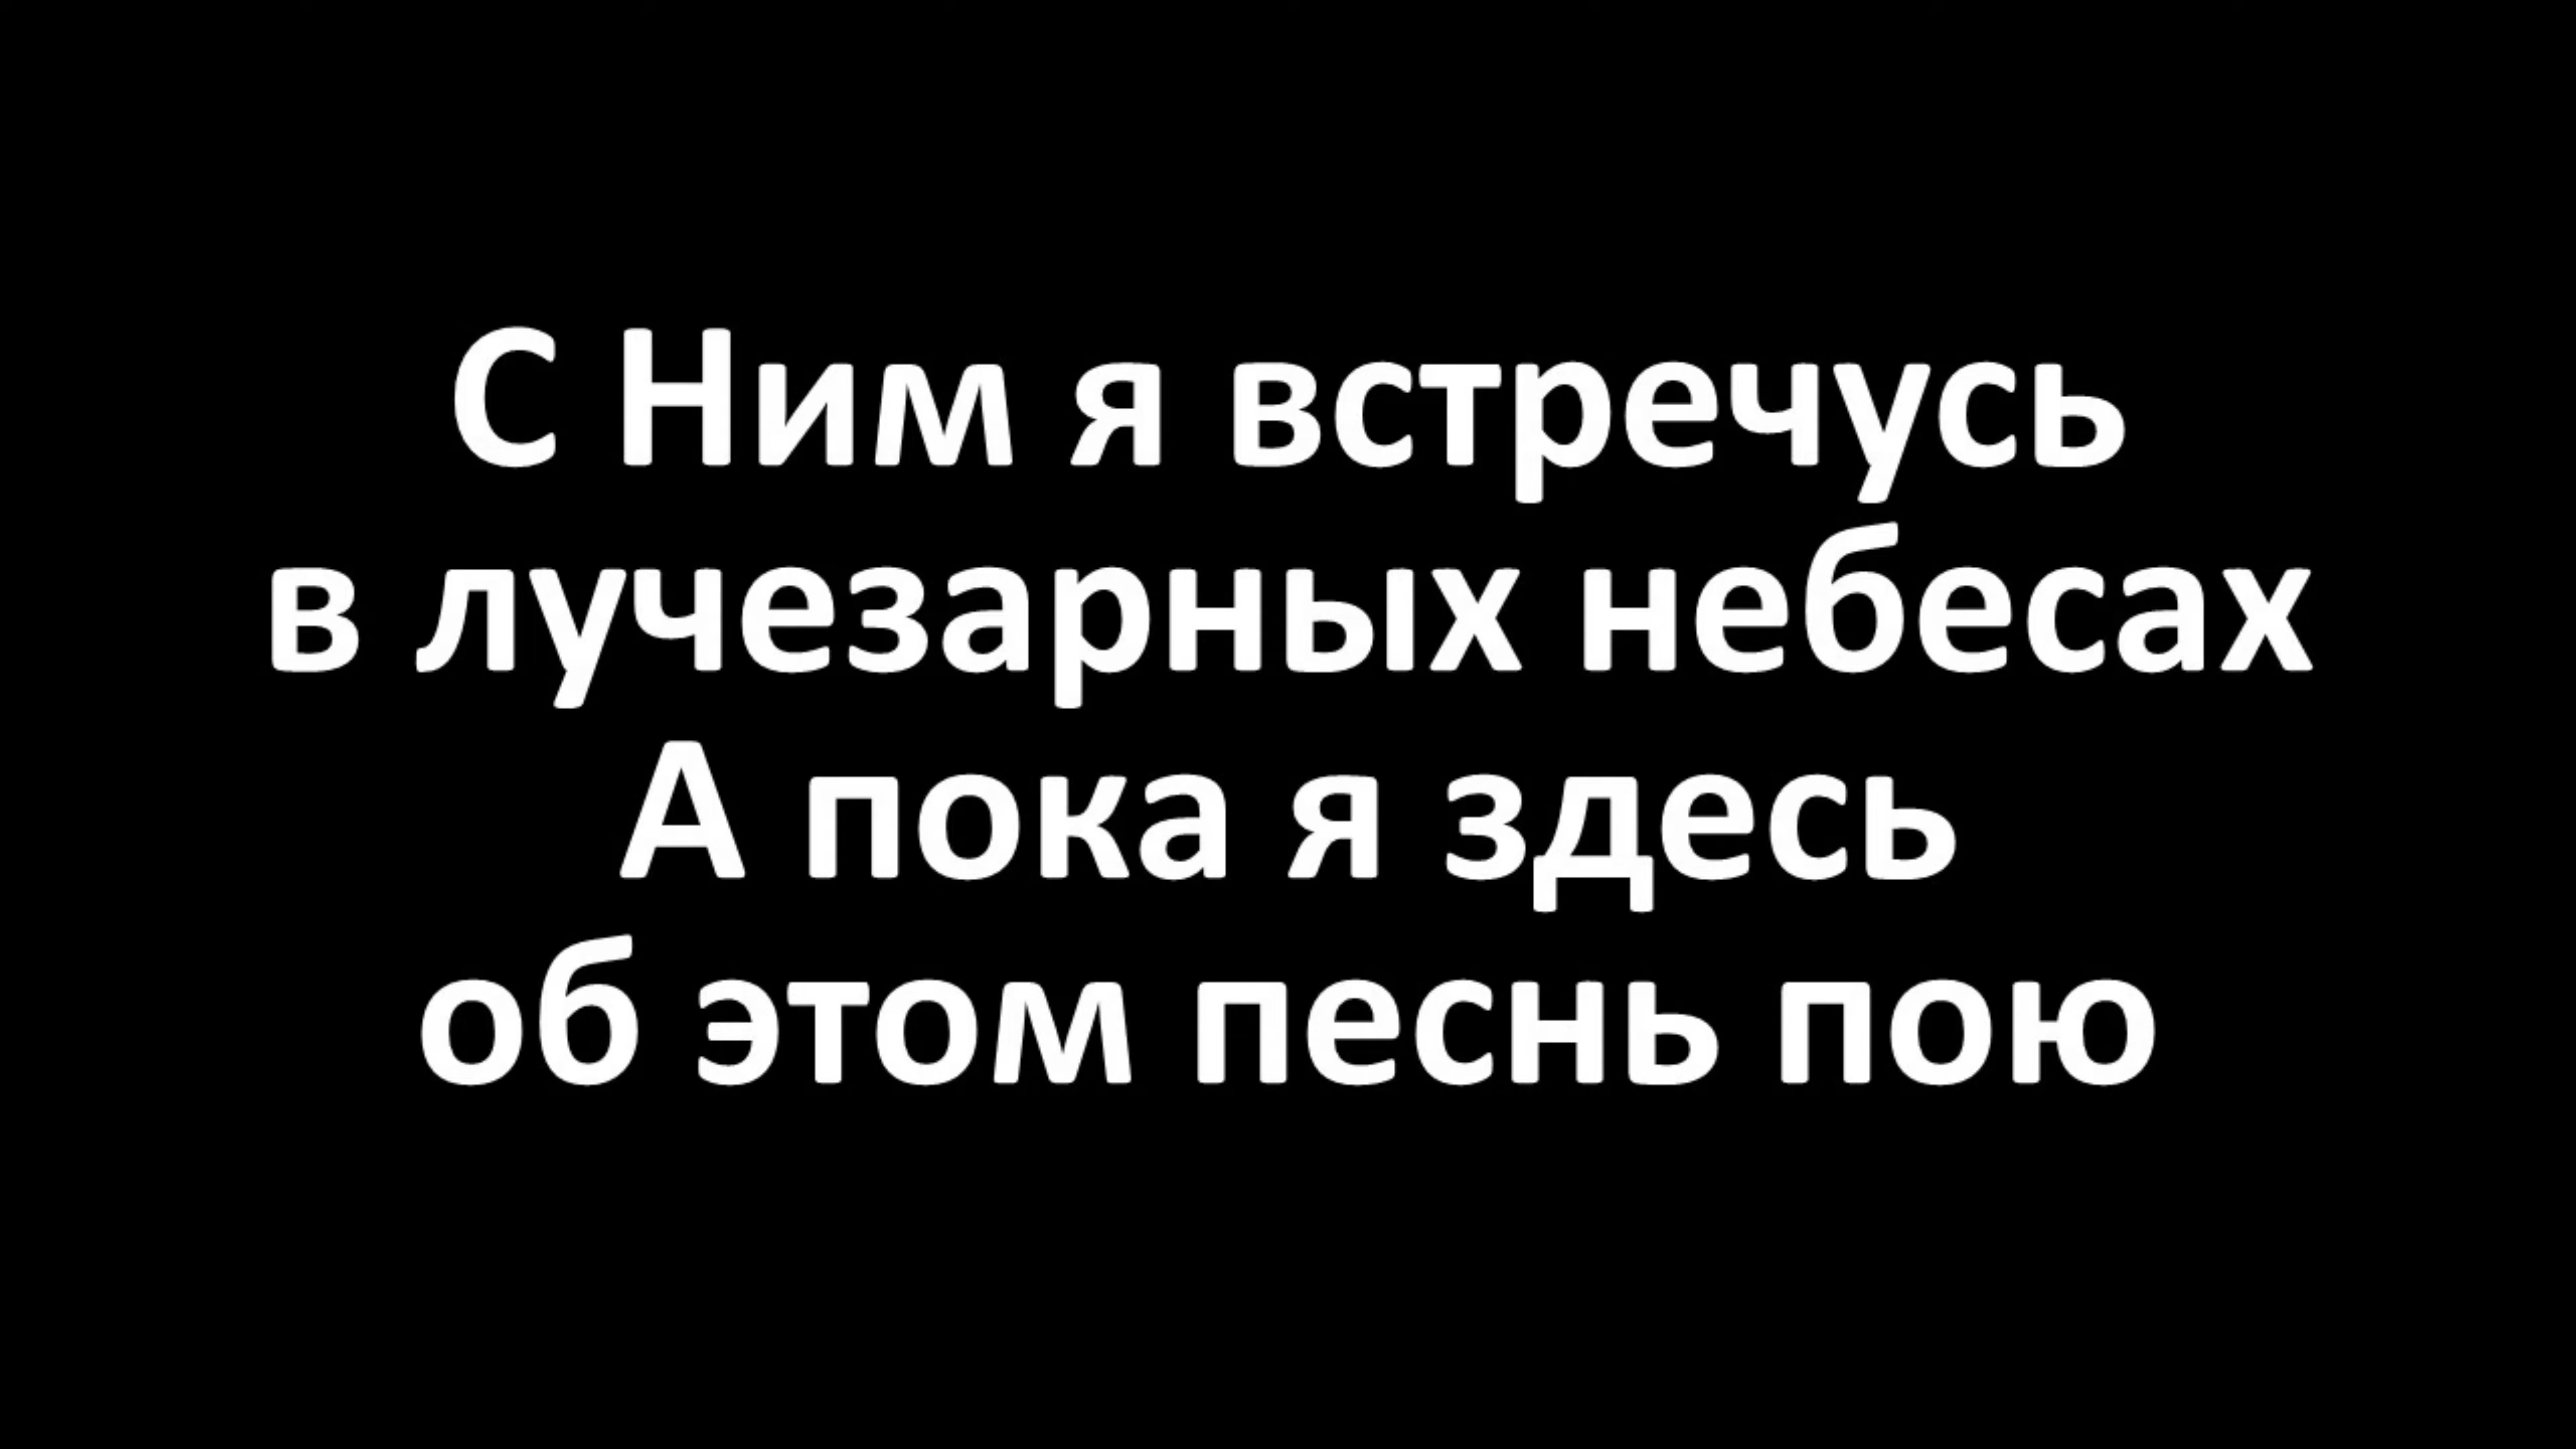 С Ним я встречусь
в лучезарных небесах
А пока я здесь
об этом песнь пою